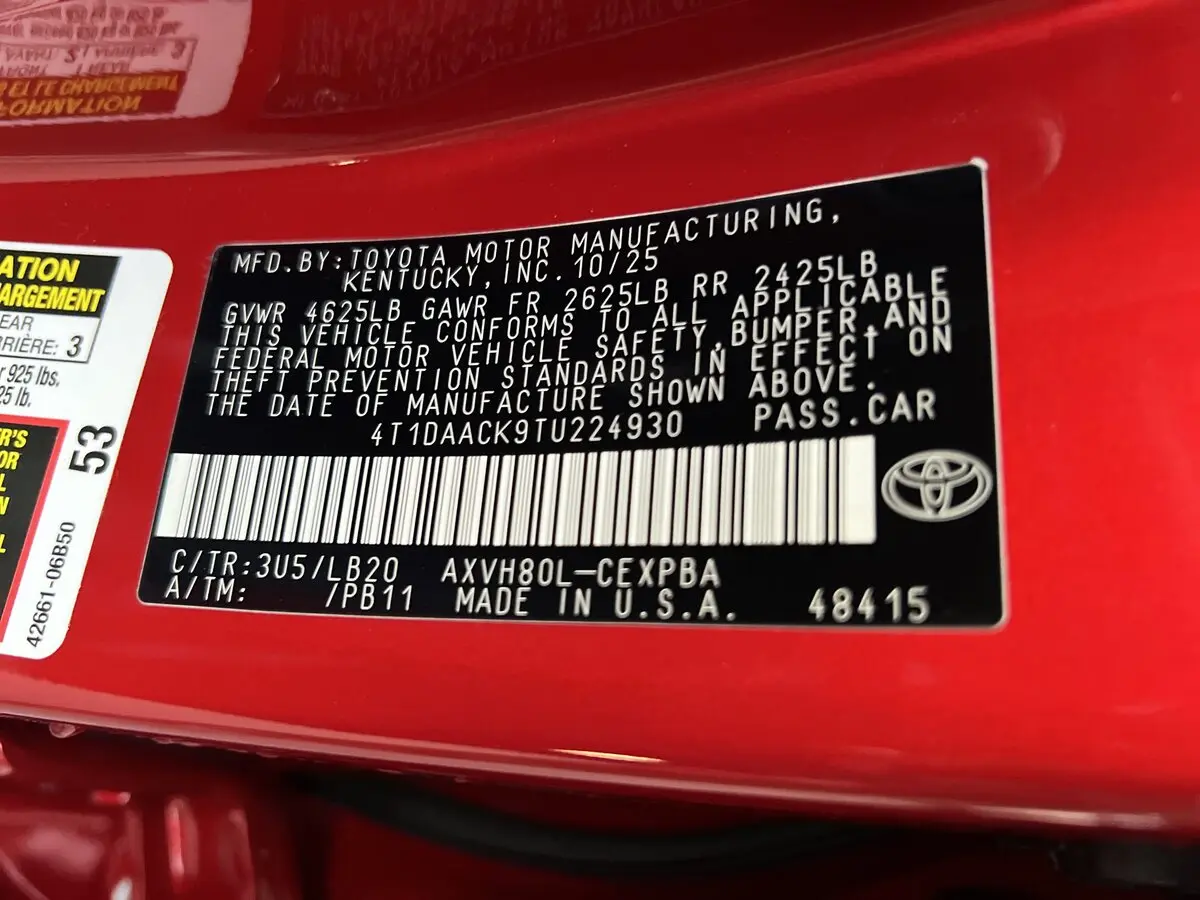 ATION
ARGEMENT
EAR
RRIÈRE: 3
r 925 lbs.
25 lb.
R'S
OR
L
N
L
53
42661-06B50
MFD.BY:TOYOTA MOTOR MANUFACTURING,
KENTUCKY,INC.10/25
GVWR 4625LB GAWR FR 2625LB RR 2425LB
THIS VEHICLE CONFORMS TO ALL APPLICABLE
FEDERAL MOTOR VEHICLE SAFETY,BUMPER,AND
THEFT PREVENTION STANDARDS IN EFFECT ON
THE DATE OF MANUFACTURE SHOWN ABOVE.
4T1DAACK9TU224930 PASS.CAR
C/TR:3U5/LB20 AXVH80L-CEXPBA
A/TM: /PB11 MADE IN U.S.A. 48415